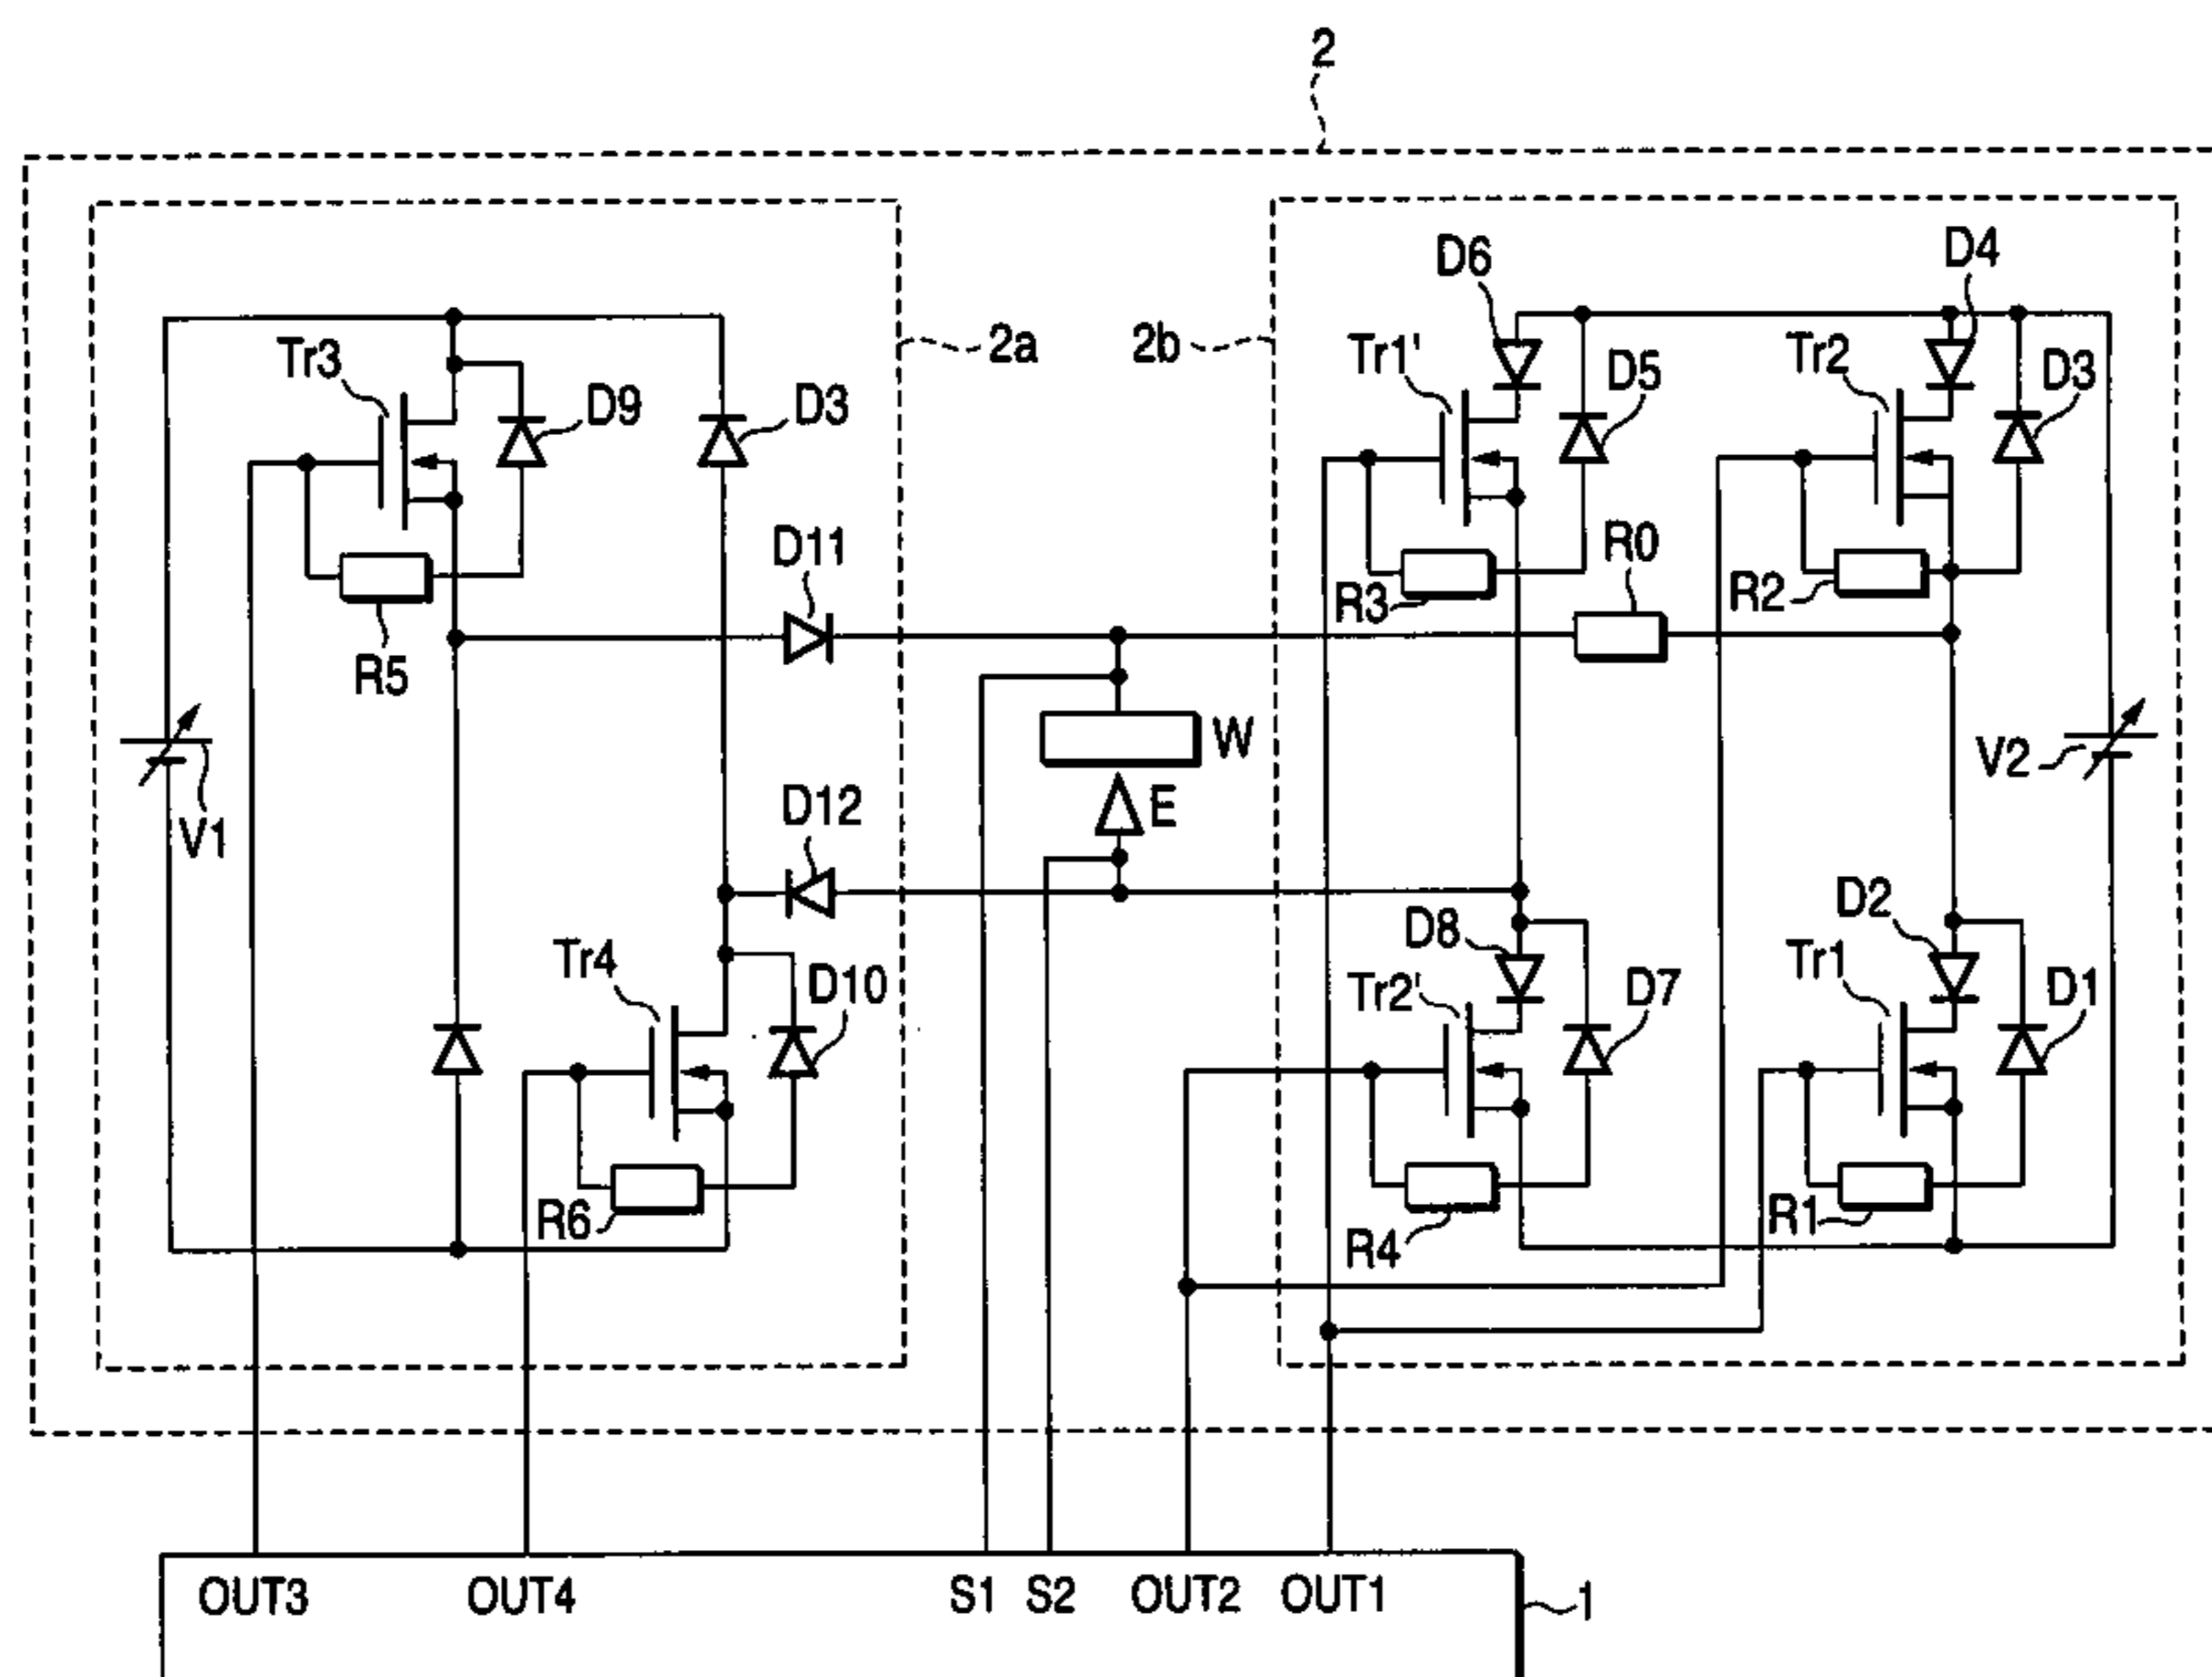 2
D6
D4
Tr3
2a
2b
Tr1'
D5
Tr2
D3
D9
D3
D11
R0
R3
R2
R5
W
V2
D12
E
V1
D2
D8
Tr4
Tr1
D10
Tr2'
D7
D1
R6
R1
R4
OUT3
OUT4
S1
S2
OUT2
OUT1
1